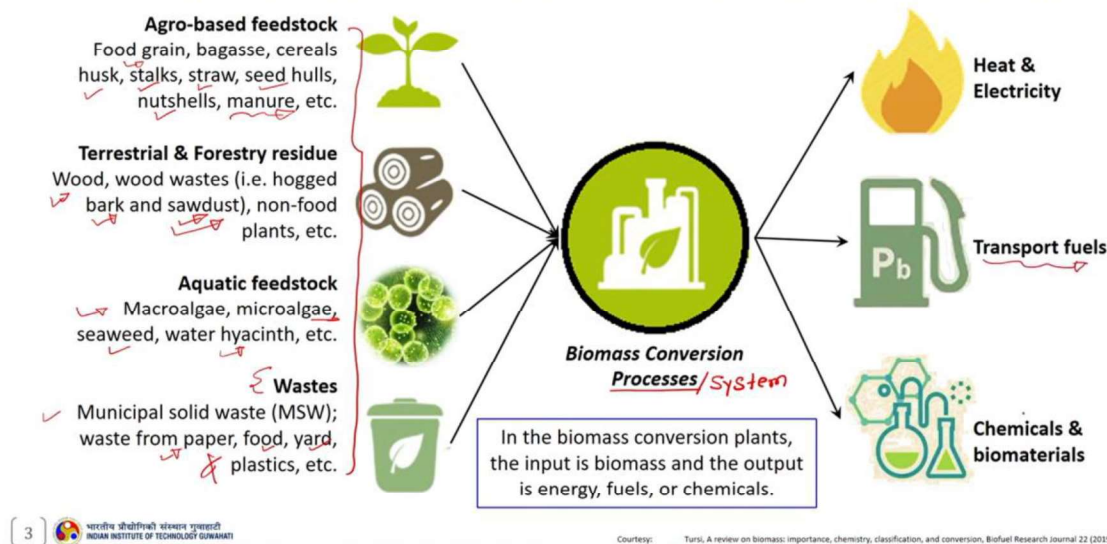 Agro-based feedstock
Food grain, bagasse, cereals
husk, stalks, straw, seed hulls,
nutshells, manure, etc.
Terrestrial & Forestry residue
Wood, wood wastes (i.e. hogged
bark and sawdust), non-food
plants, etc.
Aquatic feedstock
Macroalgae, microalgae,
seaweed, water hyacinth, etc.
Wastes
Municipal solid waste (MSW);
waste from paper, food, yard,
& plastics, etc.
Biomass Conversion
Processes/System
In the biomass conversion plants,
the input is biomass and the output
is energy, fuels, or chemicals.
Heat &
Electricity
Pb
Transport fuels
Chemicals &
biomaterials
3
भारतीय प्रौद्योगिकी संस्थान गुवाहाटी
INDIAN INSTITUTE OF TECHNOLOGY GUWAHATI
Courtesy: Tursi, A review on biomass: importance, chemistry, classification, and conversion, Biofuel Research Journal 22 (2019